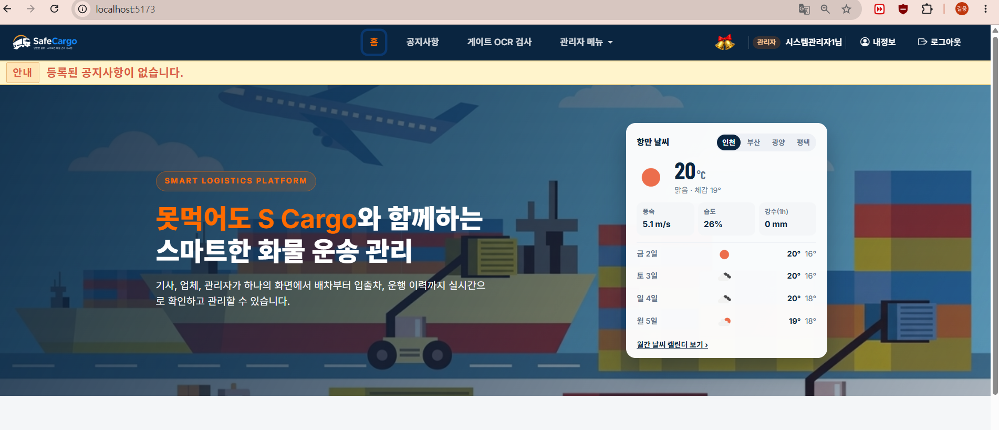 localhost:5173
길웅
SafeCargo
홈
공지사항
게이트 OCR 검사
관리자 메뉴
관리자
시스템관리자1님
내정보
로그아웃
안내
등록된 공지사항이 없습니다.
SMART LOGISTICS PLATFORM
못먹어도 S Cargo와 함께하는
스마트한 화물 운송 관리
기사, 업체, 관리자가 하나의 화면에서 배차부터 입출차, 운행 이력까지 실시간으
로 확인하고 관리할 수 있습니다.
항만 날씨
인천 부산 광양 평택
20°C
맑음 · 체감 19°
풍속 습도 강수(1h)
5.1 m/s 26% 0 mm
금 2일 20° 16°
토 3일 20° 16°
일 4일 20° 18°
월 5일 19° 18°
월간 날씨 캘린더 보기 ›